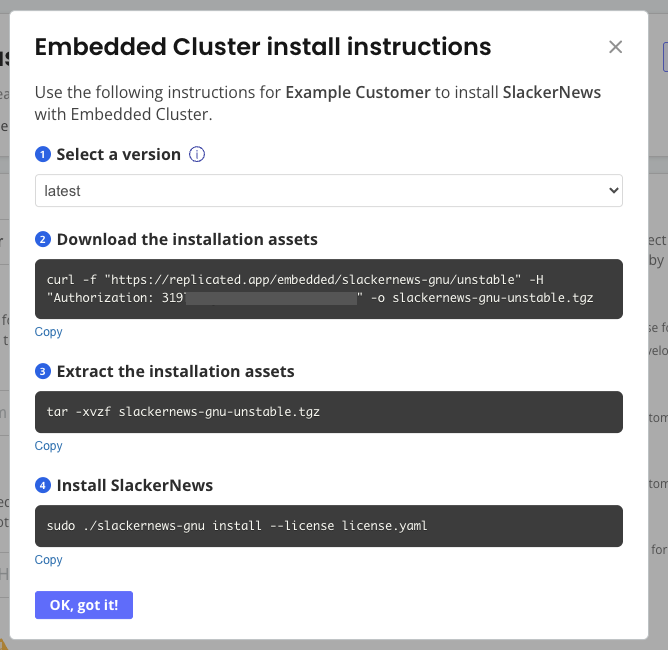 Embedded Cluster install instructions
Use the following instructions for Example Customer to install SlackerNews
with Embedded Cluster.
1 Select a version
latest
2 Download the installation assets
curl -f "https://replicated.app/embedded/slackernews-gnu/unstable" -H
"Authorization: 319 " -o slackernews-gnu-unstable.tgz
Copy
3 Extract the installation assets
tar -xvzf slackernews-gnu-unstable.tgz
Copy
4 Install SlackerNews
sudo ./slackernews-gnu install --license license.yaml
Copy
OK, got it!